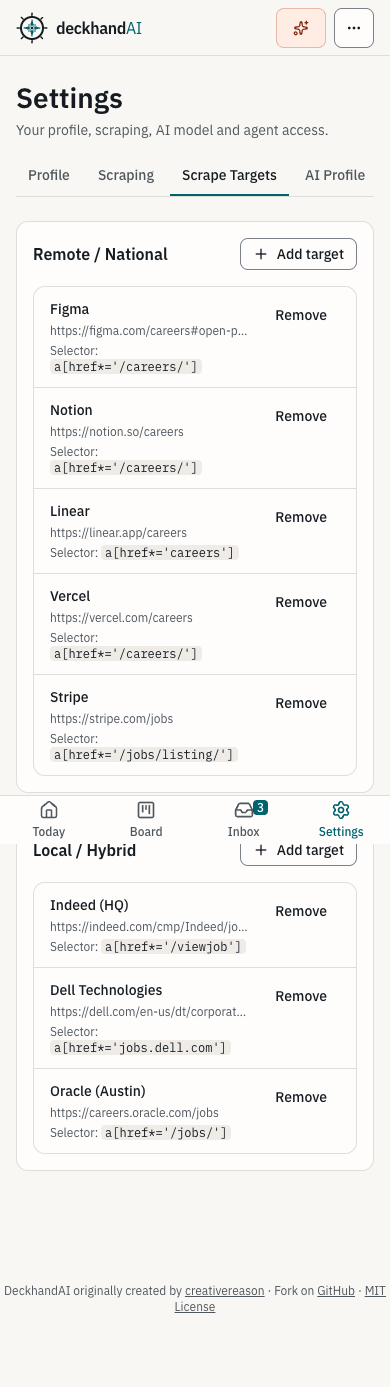 deckhandAI
Settings
Your profile, scraping, AI model and agent access.
Profile
Scraping
Scrape Targets
AI Profile
Remote / National
Add target
Figma
Remove
https://figma.com/careers#open-p...
Selector:
a[href*='/careers/']
Notion
Remove
https://notion.so/careers
Selector:
a[href*='/careers/']
Linear
Remove
https://linear.app/careers
Selector: a[href*='careers']
Vercel
Remove
https://vercel.com/careers
Selector:
a[href*='/careers/']
Stripe
Remove
https://stripe.com/jobs
Selector:
a[href*='/jobs/listing/']
Today
Board
Inbox 3
Settings
Local / Hybrid
Add target
Indeed (HQ)
Remove
https://indeed.com/cmp/Indeed/jo...
Selector: a[href*='/viewjob']
Dell Technologies
Remove
https://dell.com/en-us/dt/corporat...
Selector:
a[href*='jobs.dell.com']
Oracle (Austin)
Remove
https://careers.oracle.com/jobs
Selector: a[href*='/jobs/']
DeckhandAI originally created by creativereason · Fork on GitHub · MIT
License